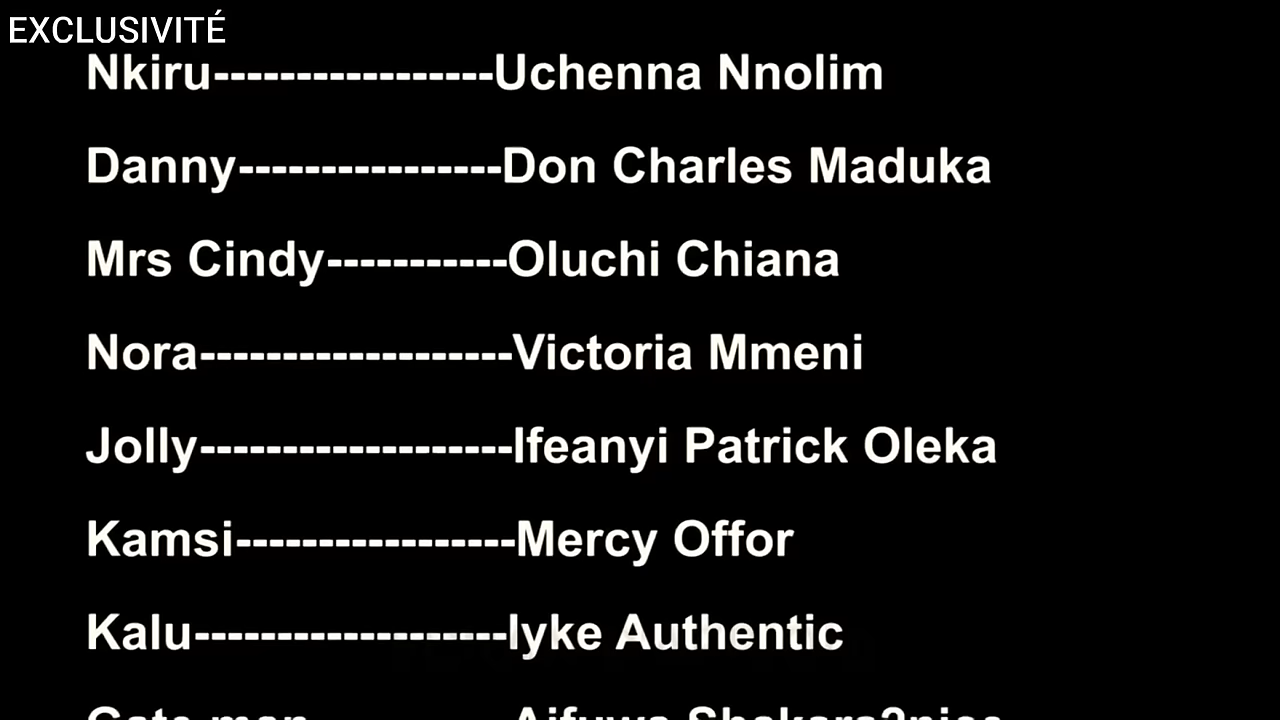 EXCLUSIVITÉ
Nkiru-----------------Uchenna Nnolim
Danny----------------Don Charles Maduka
Mrs Cindy-----------Oluchi Chiana
Nora-------------------Victoria Mmeni
Jolly-------------------Ifeanyi Patrick Oleka
Kamsi-----------------Mercy Offor
Kalu-------------------Iyke Authentic